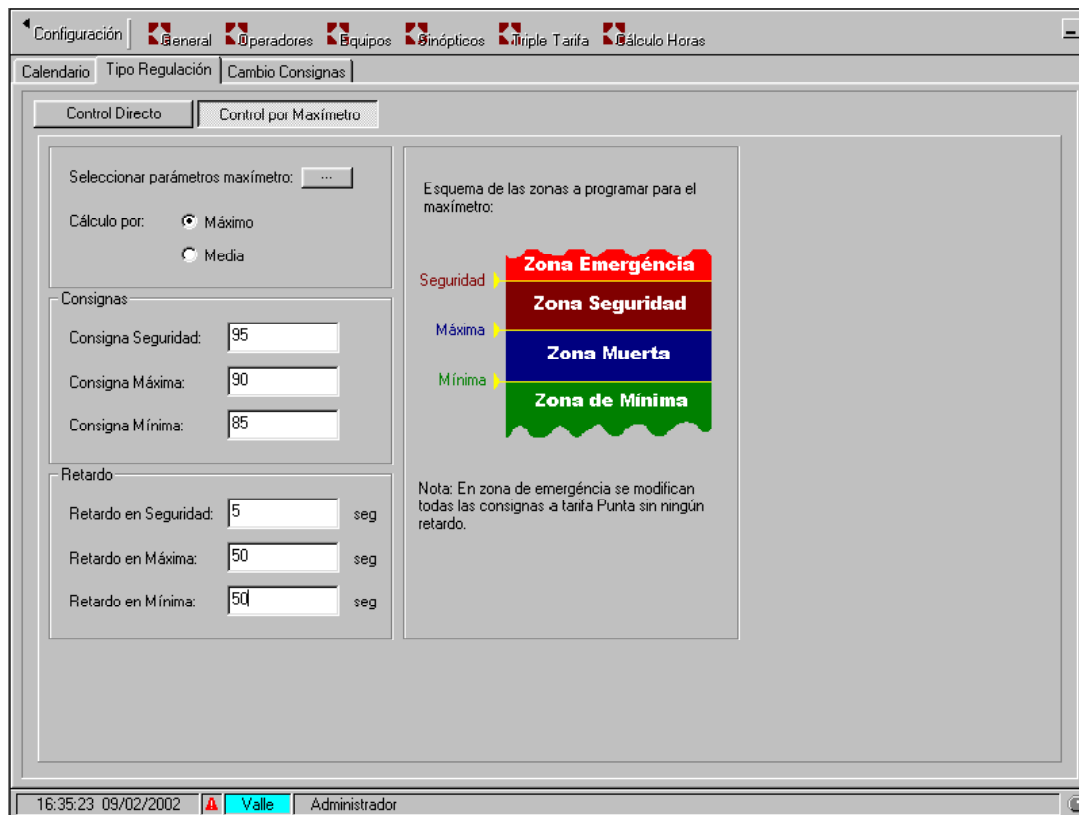 Configuración General Operadores Equipos Sinópticos Triple Tarifa Cálculo Horas
Calendario Tipo Regulación Cambio Consignas
Control Directo Control por Maxímetro
Seleccionar parámetros maxímetro: ...
Cálculo por: Máximo
Media
Consignas
Consigna Seguridad: 95
Consigna Máxima: 90
Consigna Mínima: 85
Retardo
Retardo en Seguridad: 5 seg
Retardo en Máxima: 50 seg
Retardo en Mínima: 50 seg
Esquema de las zonas a programar para el
maxímetro:
Zona Emergéncia
Seguridad
Zona Seguridad
Máxima
Zona Muerta
Mínima
Zona de Mínima
Nota: En zona de emergéncia se modifican
todas las consignas a tarifa Punta sin ningún
retardo.
16:35:23 09/02/2002 Valle Administrador